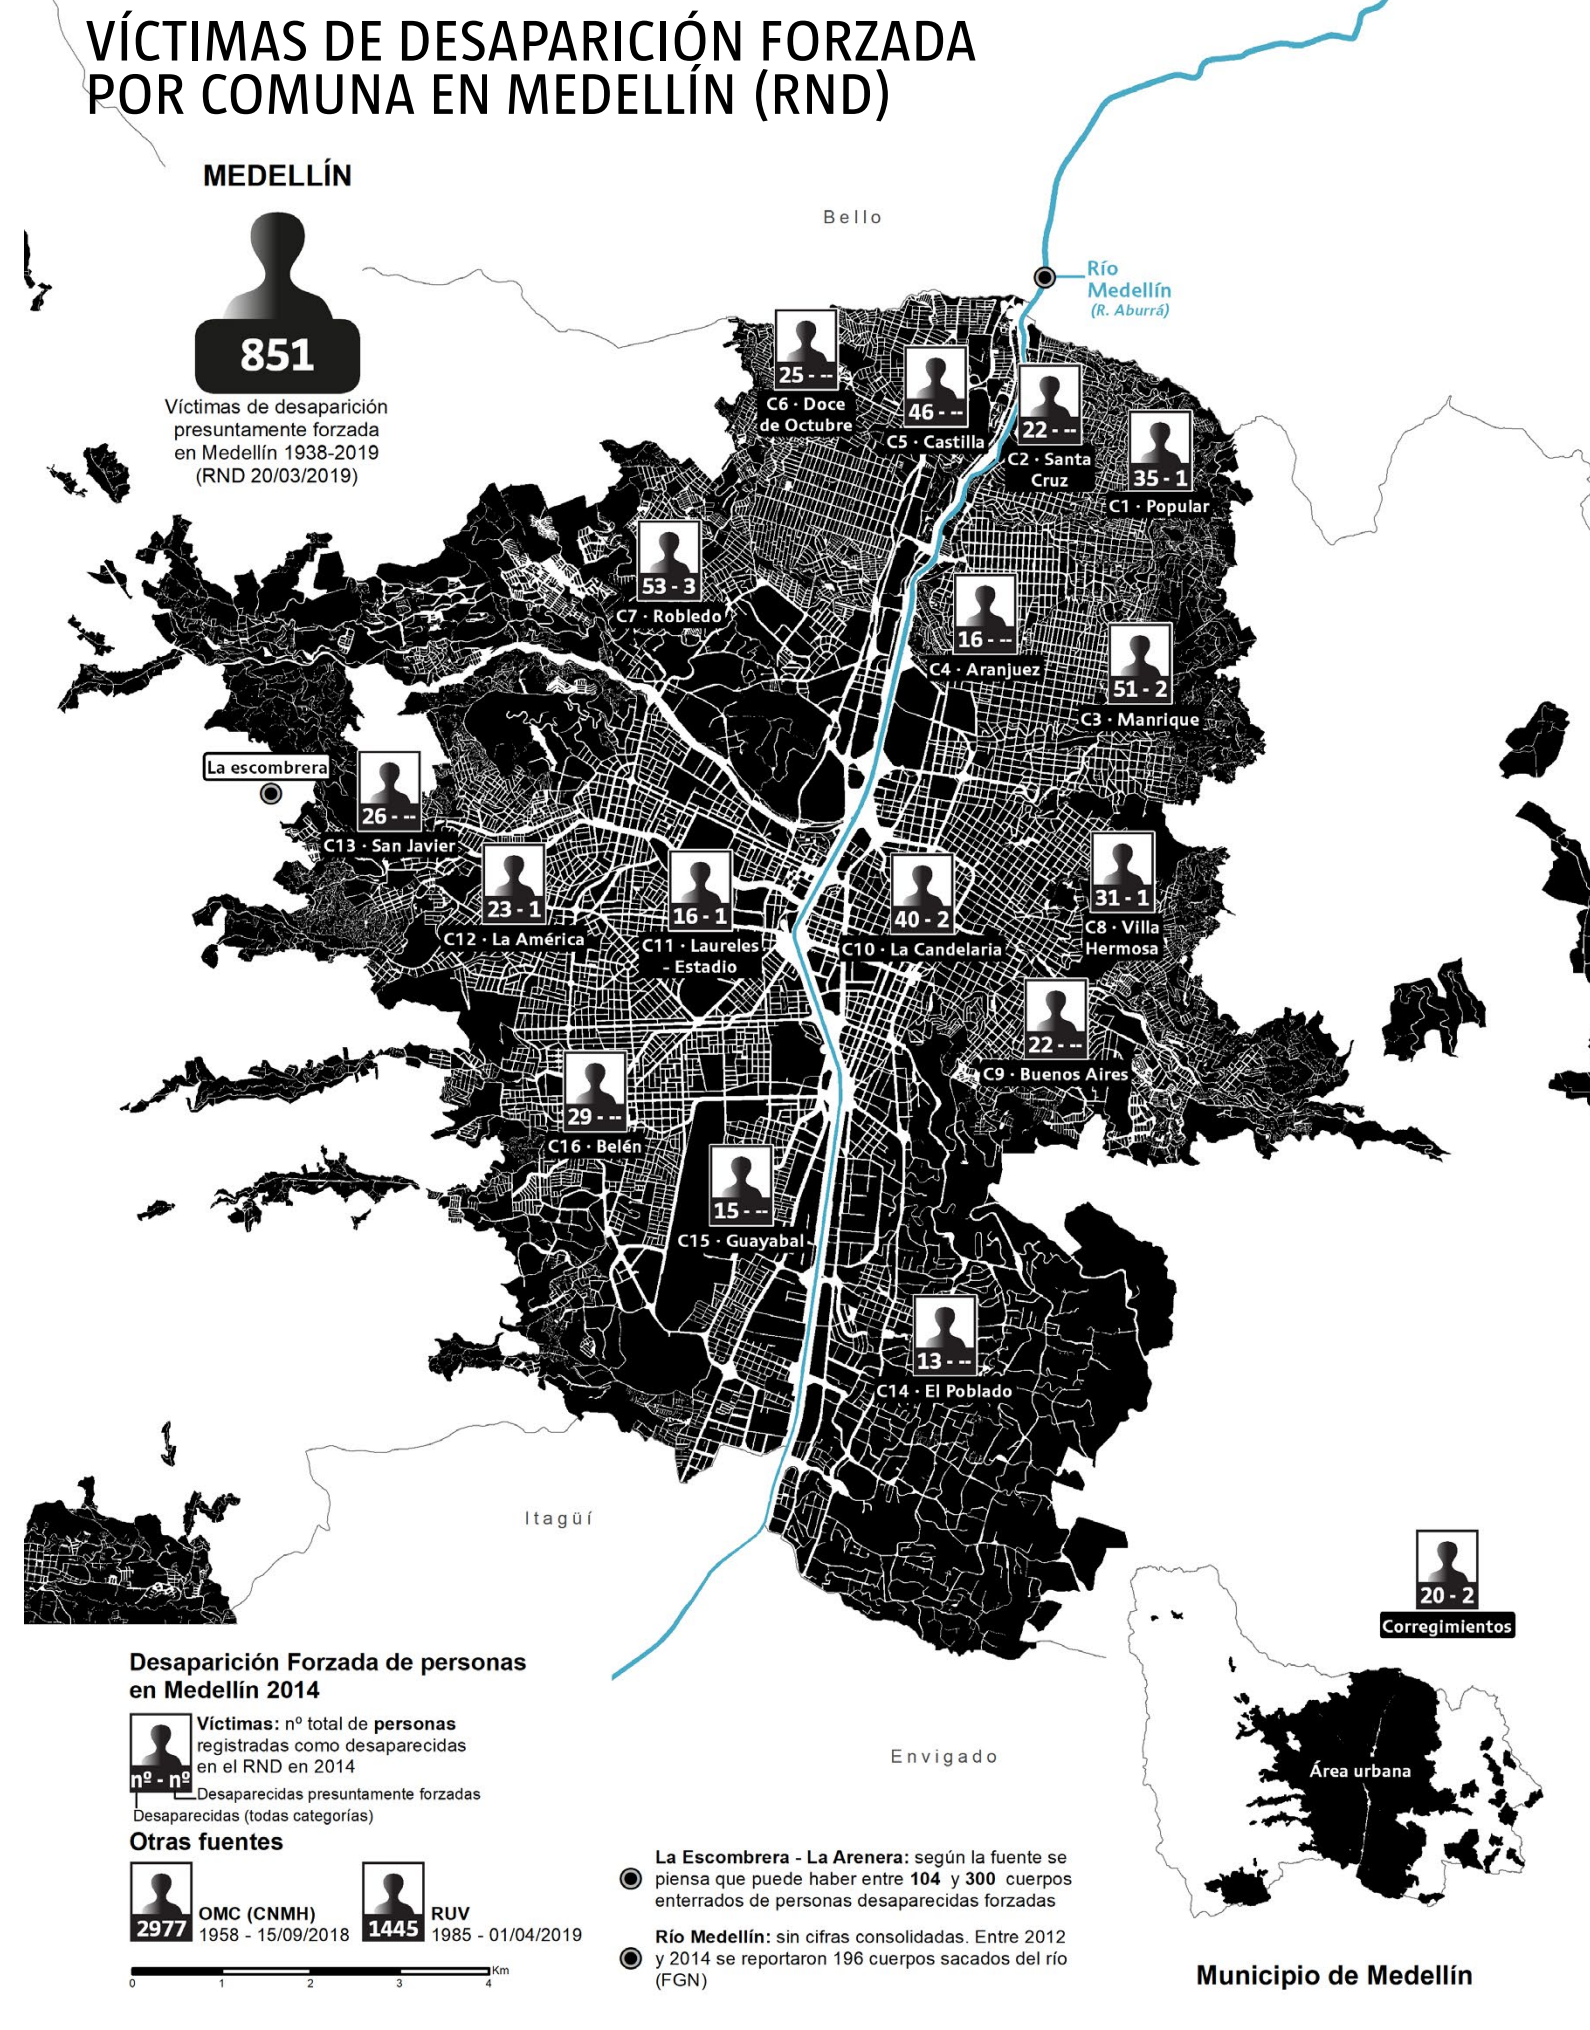 VÍCTIMAS DE DESAPARICIÓN FORZADA
POR COMUNA EN MEDELLÍN (RND)
MEDELLÍN
851
Víctimas de desaparición
presuntamente forzada
en Medellín 1938-2019
(RND 20/03/2019)
Bello
Río
Medellín
(R. Aburrá)
25 - --
C6 · Doce
de Octubre
46 - --
C5 · Castilla
22 - --
C2 · Santa
Cruz
35 - 1
C1 · Popular
53 - 3
C7 · Robledo
16 - --
C4 · Aranjuez
51 - 2
C3 · Manrique
La escombrera
26 - --
C13 · San Javier
23 - 1
C12 · La América
16 - 1
C11 · Laureles
- Estadio
40 - 2
C10 · La Candelaria
31 - 1
C8 · Villa
Hermosa
22 - --
C9 · Buenos Aires
29 - --
C16 · Belén
15 - --
C15 · Guayabal
13 - --
C14 · El Poblado
Itagüí
Envigado
20 - 2
Corregimientos
Área urbana
Municipio de Medellín
Desaparición Forzada de personas
en Medellín 2014
nº - nº
Víctimas: nº total de personas
registradas como desaparecidas
en el RND en 2014
Desaparecidas presuntamente forzadas
Desaparecidas (todas categorías)
Otras fuentes
2977
OMC (CNMH)
1958 - 15/09/2018
1445
RUV
1985 - 01/04/2019
0 1 2 3 4 Km
La Escombrera - La Arenera: según la fuente se
piensa que puede haber entre 104 y 300 cuerpos
enterrados de personas desaparecidas forzadas
Río Medellín: sin cifras consolidadas. Entre 2012
y 2014 se reportaron 196 cuerpos sacados del río
(FGN)